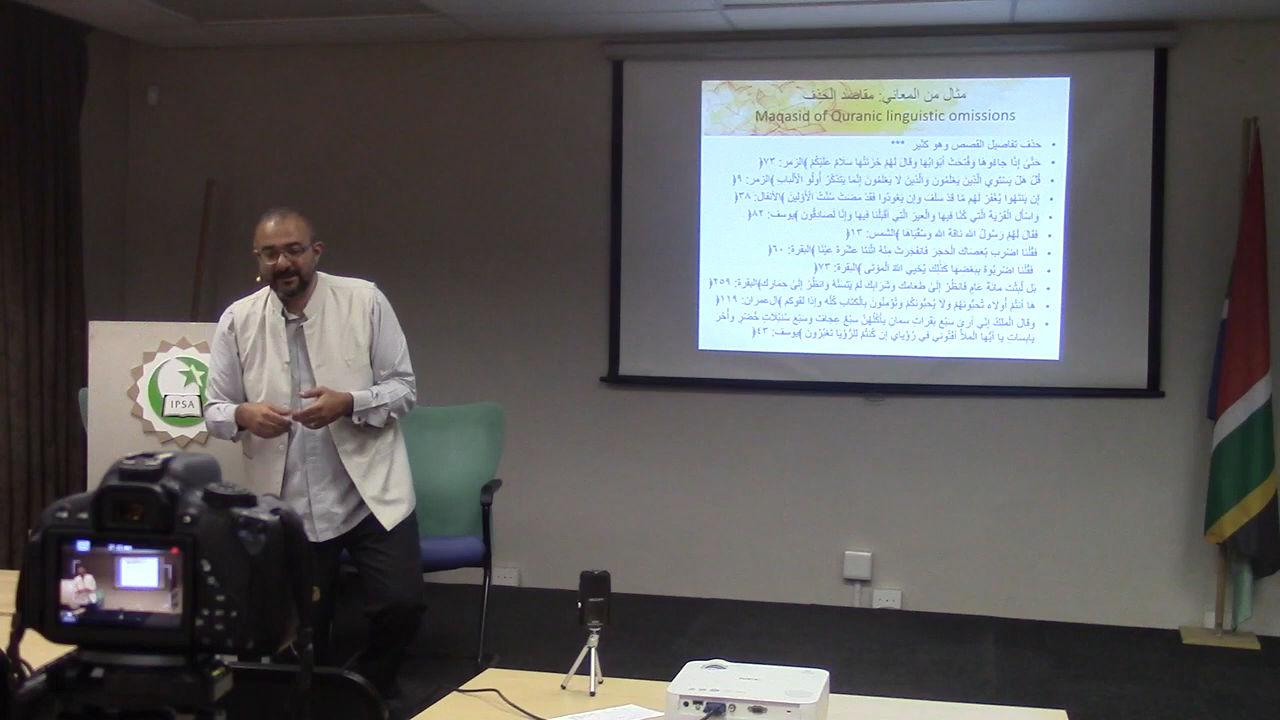 مثال من المعاني: مقاصد الحذف
Maqasid of Quranic linguistic omissions
• حذف تفاصيل القصص وهو كثير ***
• حتى إذا جاءوها وفتحت أبوابها وقال لهم خزنتها سلام عليكم ﴾الزمر: ٧٣﴿
• قل هل يستوي الذين يعلمون والذين لا يعلمون إنما يتذكر أولو الألباب ﴾الزمر: ٩﴿
• إن ينتهوا يغفر لهم ما قد سلف وإن يعودوا فقد مضت سنت الأولين ﴾الأنفال: ٣٨﴿
• واسأل القرية التي كنا فيها والعير التي أقبلنا فيها وإنا لصادقون ﴾يوسف: ٨٢﴿
• فقال لهم رسول الله ناقة الله وسقياها ﴾الشمس: ١٣﴿
• فقلنا اضرب بعصاك الحجر فانفجرت منه اثنتا عشرة عينا ﴾البقرة: ٦٠﴿
• فقلنا اضربوه ببعضها كذلك يحيي الله الموتى ﴾البقرة: ٧٣﴿
• بل لبثت مائة عام فانظر إلى طعامك وشرابك لم يتسنه وانظر إلى حمارك ﴾البقرة: ٢٥٩﴿
• ها أنتم أولاء تحبونهم ولا يحبونكم وتؤمنون بالكتاب كله وإذا لقوكم ﴾آل عمران: ١١٩﴿
• وقال الملك إني أرى سبع بقرات سمان يأكلهن سبع عجاف وسبع سنبلات خضر وأخر
يابسات يا أيها الملأ أفتوني في رؤياي إن كنتم للرؤيا تعبرون ﴾يوسف: ٤٣﴿
IPSA